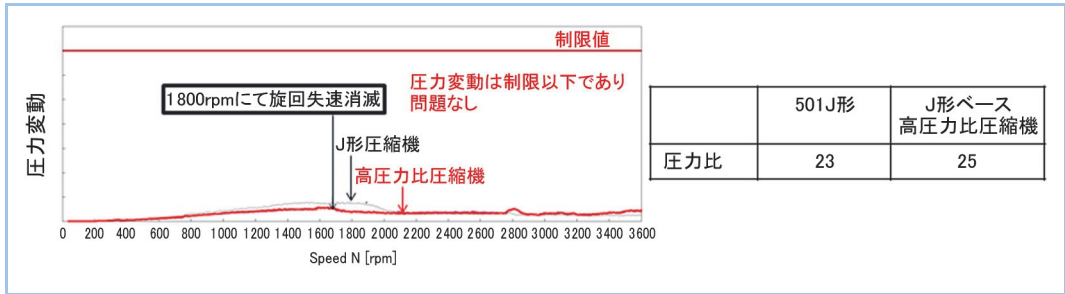 制限値
圧力変動は制限以下であり
問題なし
1800rpmにて旋回失速消滅
J形圧縮機
高圧力比圧縮機
圧力変動
0 200 400 600 800 1000 1200 1400 1600 1800 2000 2200 2400 2600 2800 3000 3200 3400 3600
Speed N [rpm]
501J形 J形ベース
高圧力比圧縮機
圧力比 23 25